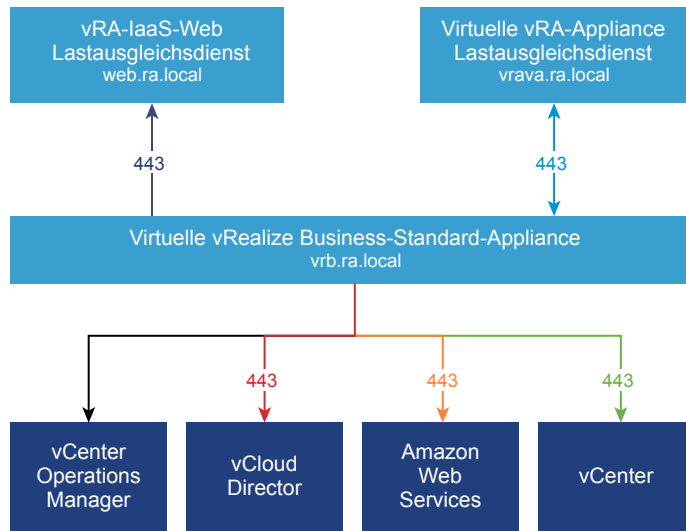 vRA-IaaS-Web
Lastausgleichsdienst
web.ra.local
Virtuelle vRA-Appliance
Lastausgleichsdienst
vrava.ra.local
443
443
Virtuelle vRealize Business-Standard-Appliance
vrb.ra.local
443
443
443
vCenter
Operations
Manager
vCloud
Director
Amazon
Web
Services
vCenter